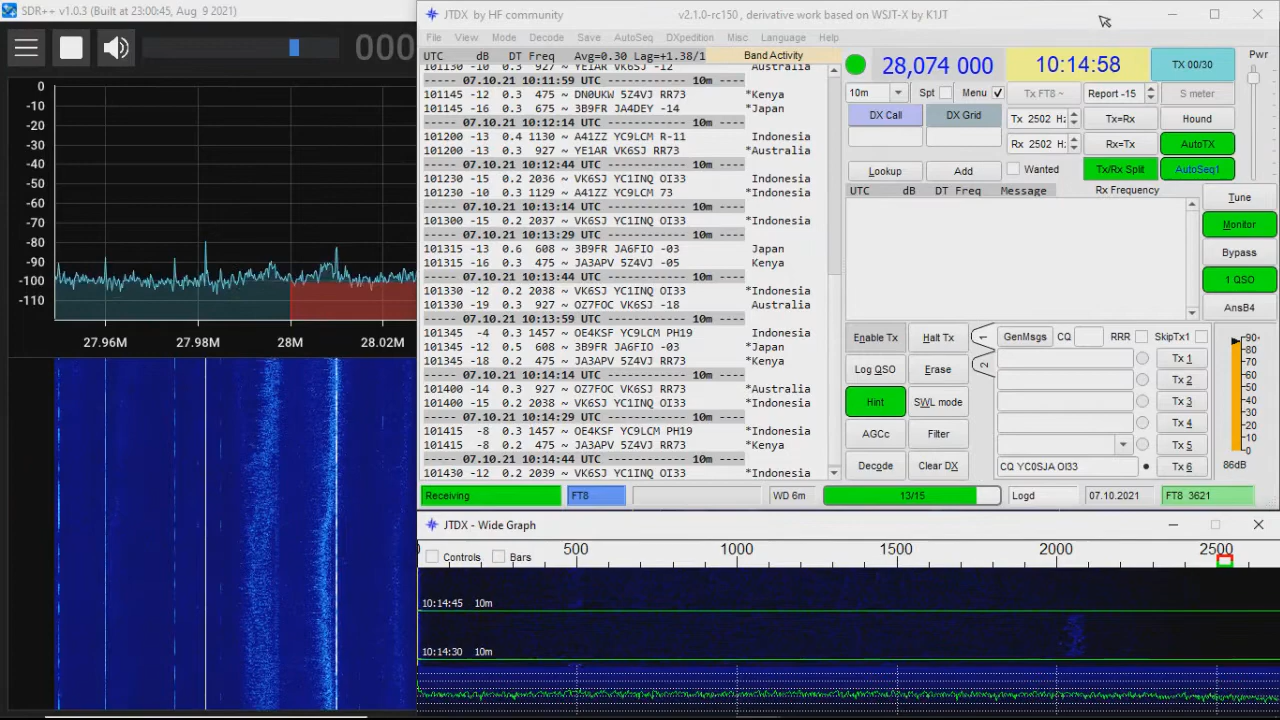 SDR++ v1.0.3 (Built at 23:00:45, Aug 9 2021)
000
0
-10
-20
-30
-40
-50
-60
-70
-80
-90
-100
-110
27.96M 27.98M 28M 28.02M
JTDX by HF community v2.1.0-rc150 , derivative work based on WSJT-X by K1JT
File View Mode Decode Save AutoSeq DXpedition Misc Language Help
UTC dB DT Freq Avg=0.30 Lag=+1.38/1 Band Activity
101130 -10 0.3 927 ~ YE1AR VK6SJ -12 Australia
------ 07.10.21 10:11:59 UTC ------------ 10m ----
101145 -12 0.3 475 ~ DN0UKW 5Z4VJ RR73 *Kenya
101145 -16 0.3 675 ~ 3B9FR JA4DEY -14 *Japan
------ 07.10.21 10:12:14 UTC ------------ 10m ----
101200 -13 0.4 1130 ~ A41ZZ YC9LCM R-11 Indonesia
101200 -13 0.3 927 ~ YE1AR VK6SJ RR73 *Australia
------ 07.10.21 10:12:44 UTC ------------ 10m ----
101230 -15 0.2 2036 ~ VK6SJ YC1INQ OI33 Indonesia
101230 -10 0.3 1129 ~ A41ZZ YC9LCM 73 *Indonesia
------ 07.10.21 10:13:14 UTC ------------ 10m ----
101300 -15 0.2 2037 ~ VK6SJ YC1INQ OI33 *Indonesia
------ 07.10.21 10:13:29 UTC ------------ 10m ----
101315 -13 0.6 608 ~ 3B9FR JA6FIO -03 Japan
101315 -13 0.3 475 ~ JA3APV 5Z4VJ -05 Kenya
------ 07.10.21 10:13:44 UTC ------------ 10m ----
101330 -12 0.2 2038 ~ VK6SJ YC1INQ OI33 *Indonesia
101330 -19 0.3 927 ~ OZ7FOC VK6SJ -18 Australia
------ 07.10.21 10:13:59 UTC ------------ 10m ----
101345 -4 0.3 1457 ~ OE4KSF YC9LCM PH19 Indonesia
101345 -12 0.5 608 ~ 3B9FR JA6FIO -03 *Japan
101345 -18 0.2 475 ~ JA3APV 5Z4VJ RR73 *Kenya
------ 07.10.21 10:14:14 UTC ------------ 10m ----
101400 -14 0.3 927 ~ OZ7FOC VK6SJ RR73 *Australia
101400 -15 0.2 2038 ~ VK6SJ YC1INQ OI33 *Indonesia
------ 07.10.21 10:14:29 UTC ------------ 10m ----
101415 -8 0.3 1457 ~ OE4KSF YC9LCM PH19 *Indonesia
101415 -8 0.2 475 ~ JA3APV 5Z4VJ RR73 *Kenya
------ 07.10.21 10:14:44 UTC ------------ 10m ----
101430 -12 0.2 2039 ~ VK6SJ YC1INQ OI33 *Indonesia
28,074 000 10:14:58 TX 00/30 Pwr
10m Spt Menu Tx FT8 ~ Report -15 S meter
DX Call DX Grid Tx 2502 Hz Tx=Rx Hound
Rx 2502 Hz Rx=Tx AutoTX
Lookup Add Wanted Tx/Rx Split AutoSeq1
UTC dB DT Freq Message Rx Frequency
Tune
Monitor
Bypass
1 QSO
AnsB4
Enable Tx Halt Tx 1 GenMsgs CQ RRR SkipTx1
2
Log QSO Erase
Hint SWL mode
AGCc Filter
Decode Clear DX
Tx 1
Tx 2
Tx 3
Tx 4
Tx 5
CQ YC0SJA OI33 Tx 6
90
80
70
60
50
40
30
20
10
0
86dB
Receiving FT8 WD 6m 13/15 Logd 07.10.2021 FT8 3621
JTDX - Wide Graph
Controls Bars 500 1000 1500 2000 2500
10:14:45 10m
10:14:30 10m